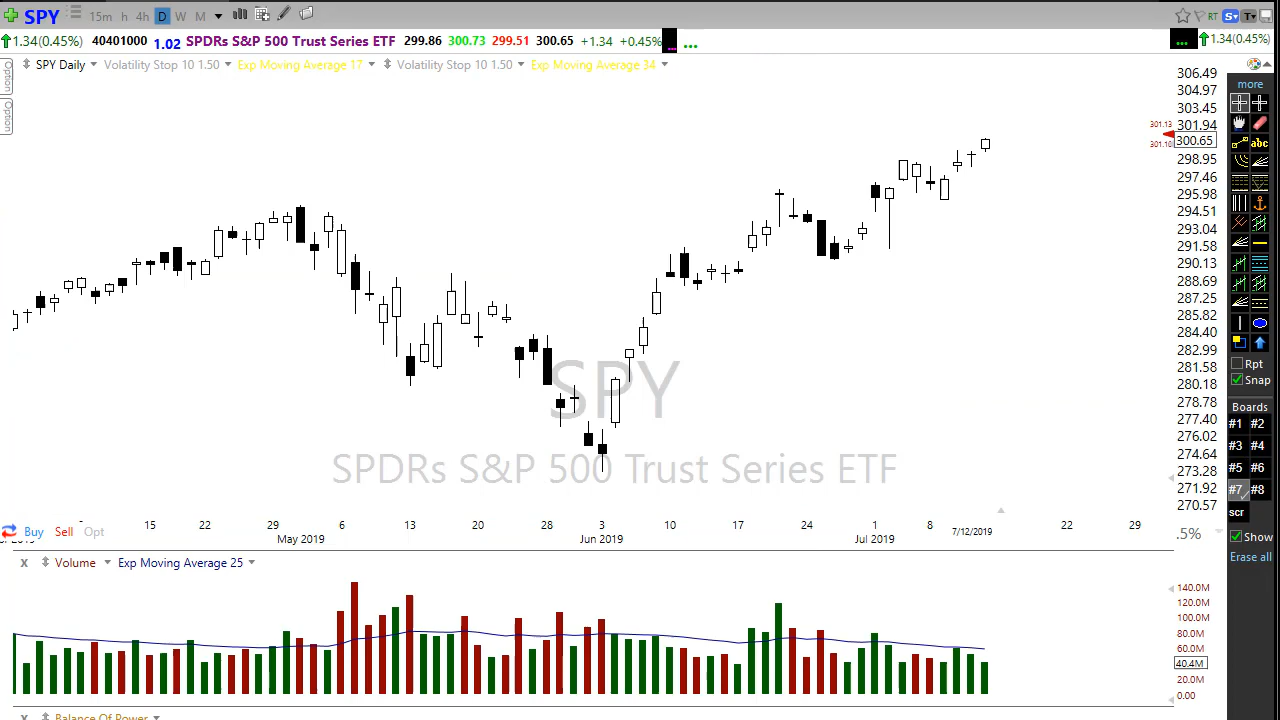 SPY 15m h 4h D W M RT S T
1.34(0.45%) 40401000 1.02 SPDRs S&P 500 Trust Series ETF 299.86 300.73 299.51 300.65 +1.34 +0.45% ... ... 1.34(0.45%)
SPY Daily Volatility Stop 10 1.50 Exp Moving Average 17 Volatility Stop 10 1.50 Exp Moving Average 34
Option
Option
306.49
304.97
303.45
301.94
301.13
300.65
301.10
298.95
297.46
295.98
294.51
293.04
291.58
290.13
288.69
287.25
285.82
284.40
282.99
281.58
280.18
278.78
277.40
276.02
274.64
273.28
271.92
270.57
SPY
SPDRs S&P 500 Trust Series ETF
more
abc
Rpt
Snap
Boards
#1 #2
#3 #4
#5 #6
#7 #8
scr
Show
Erase all
15 22 29 6 13 20 28 3 10 17 24 1 8 22 29
Buy Sell Opt
May 2019 Jun 2019 Jul 2019 7/12/2019
.5%
x Volume Exp Moving Average 25
140.0M
120.0M
100.0M
80.0M
60.0M
40.4M
20.0M
0.00
x Balance Of Power